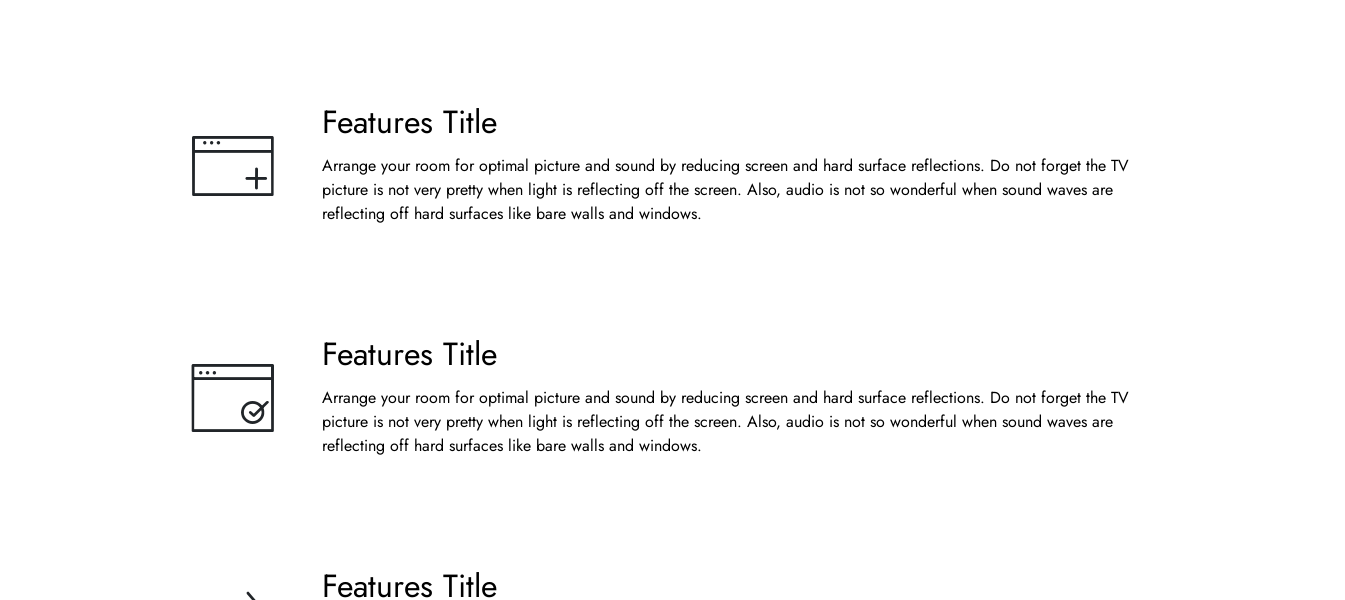 Features Title
Arrange your room for optimal picture and sound by reducing screen and hard surface reflections. Do not forget the TV
picture is not very pretty when light is reflecting off the screen. Also, audio is not so wonderful when sound waves are
reflecting off hard surfaces like bare walls and windows.
Features Title
Arrange your room for optimal picture and sound by reducing screen and hard surface reflections. Do not forget the TV
picture is not very pretty when light is reflecting off the screen. Also, audio is not so wonderful when sound waves are
reflecting off hard surfaces like bare walls and windows.
Features Title